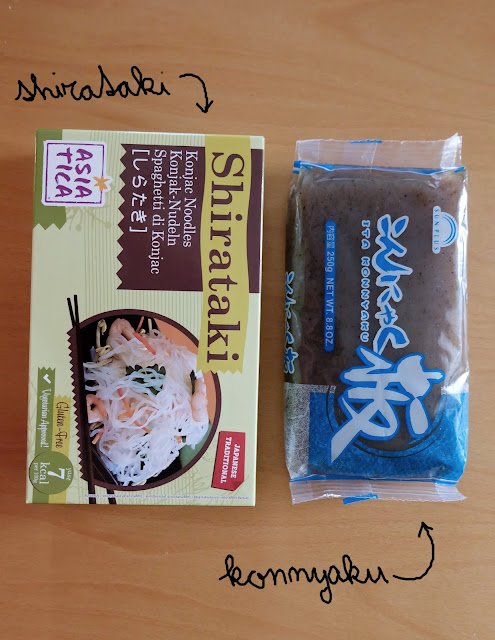 shirataki
ASIA
TICA
Shirataki
Konjac Noodles
Konjak-Nudeln
Spaghetti di Konjac
[しらたき]
Gluten-Free
Vegetarian Approved!
7
kcal
JAPANESE
TRADITIONAL
SUNPLUS
こんにゃく
ITA KONNYAKU
板
内容量 250g NET WT. 8.8OZ
konnyaku